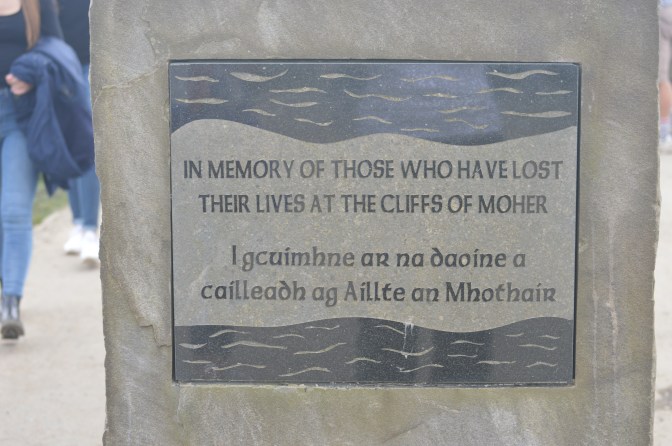 IN MEMORY OF THOSE WHO HAVE LOST
THEIR LIVES AT THE CLIFFS OF MOHER
I gcuimhne ar na daoine a
cailleadh ag Aillte an Mhothair